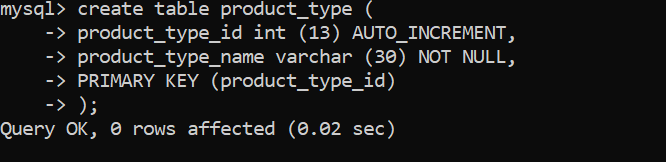 mysql> create table product_type (
    -> product_type_id int (13) AUTO_INCREMENT,
    -> product_type_name varchar (30) NOT NULL,
    -> PRIMARY KEY (product_type_id)
    -> );
Query OK, 0 rows affected (0.02 sec)